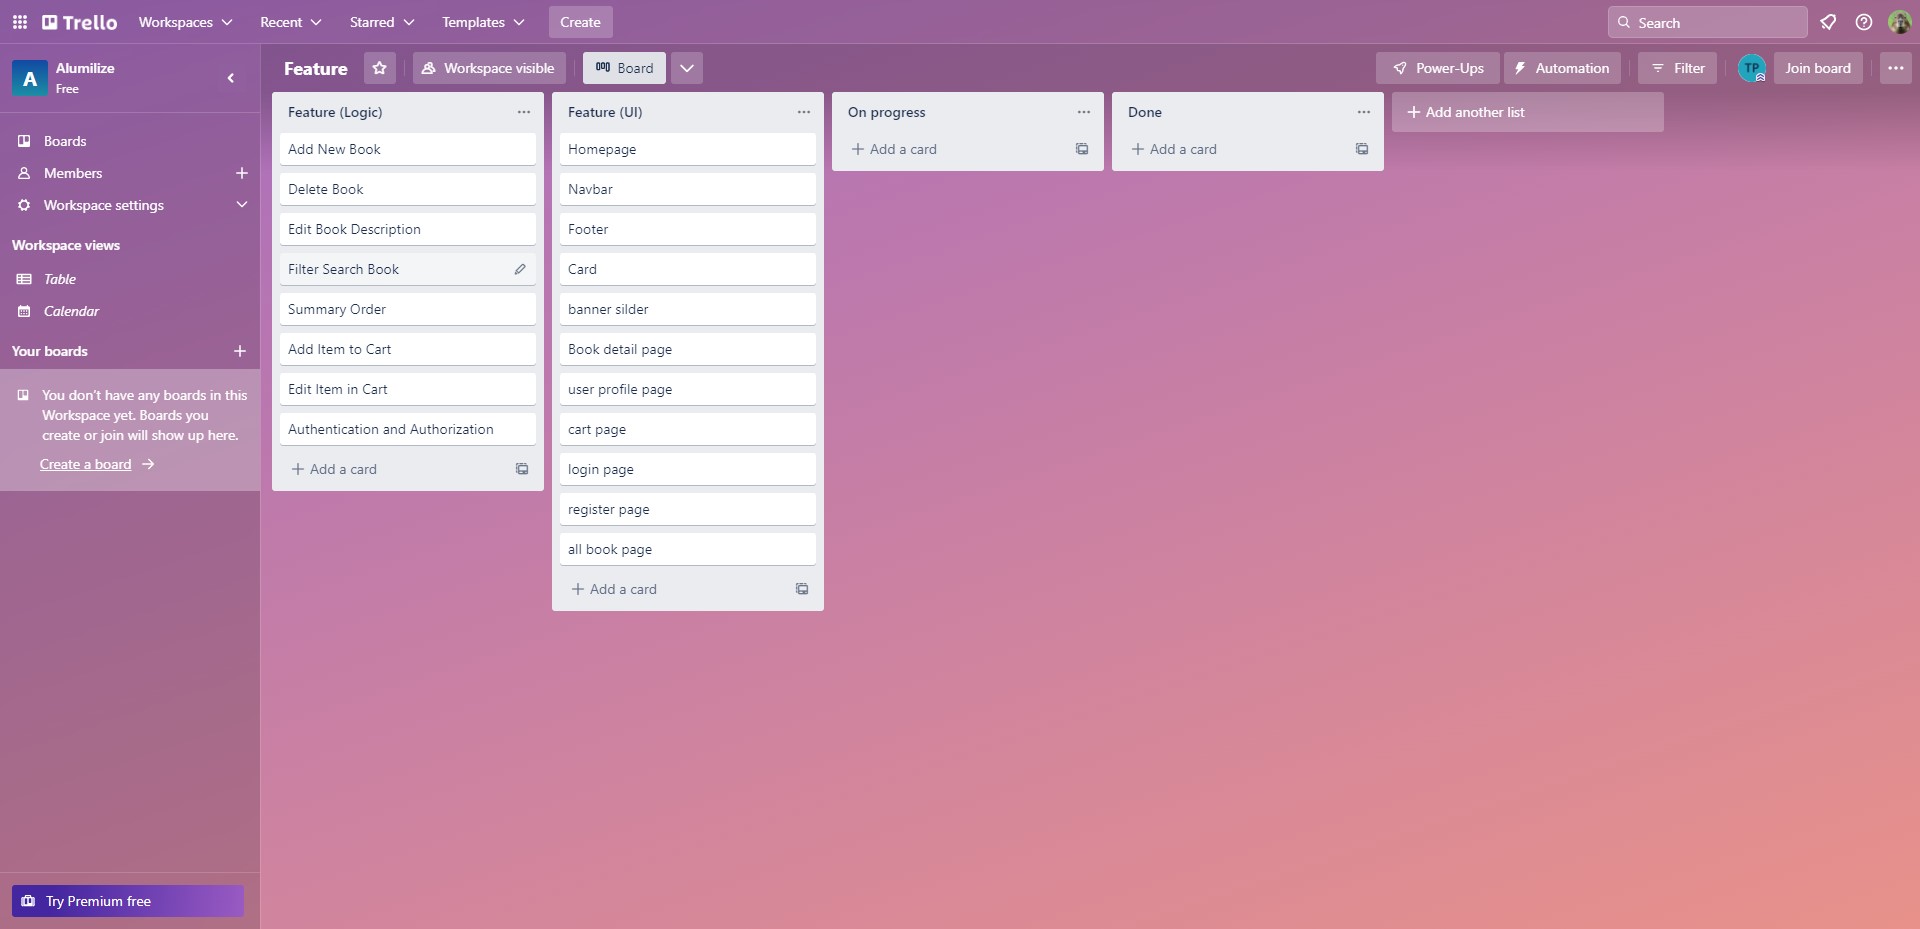 Trello
Workspaces
Recent
Starred
Templates
Create
Search
A
Alumilize
Free
Feature
Workspace visible
Board
Power-Ups
Automation
Filter
TP
Join board
Boards
Members
Workspace settings
Workspace views
Table
Calendar
Your boards
You don't have any boards in this
Workspace yet. Boards you
create or join will show up here.
Create a board
Try Premium free
Feature (Logic)
Add New Book
Delete Book
Edit Book Description
Filter Search Book
Summary Order
Add Item to Cart
Edit Item in Cart
Authentication and Authorization
Add a card
Feature (UI)
Homepage
Navbar
Footer
Card
banner silder
Book detail page
user profile page
cart page
login page
register page
all book page
Add a card
On progress
Add a card
Done
Add a card
Add another list